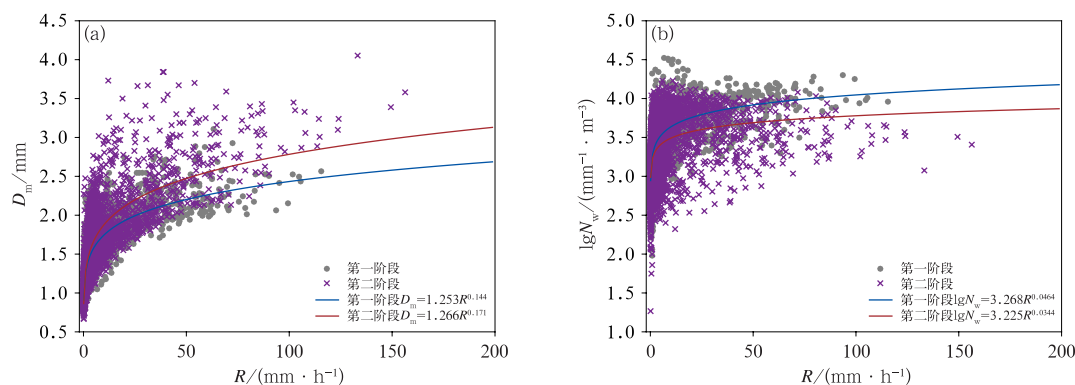 (a)
4.5
4.0
3.5
3.0
2.5
2.0
1.5
1.0
0.5
D_m/mm
第一阶段
第二阶段
第一阶段D_m=1.253R^0.144
第二阶段D_m=1.266R^0.171
0 50 100 150 200
R/(mm · h⁻¹)
(b)
5.0
4.5
4.0
3.5
3.0
2.5
2.0
1.5
1.0
lgN_w/(mm⁻¹ · m⁻³)
第一阶段
第二阶段
第一阶段lgN_w=3.268R^0.0464
第二阶段lgN_w=3.225R^0.0344
0 50 100 150 200
R/(mm · h⁻¹)